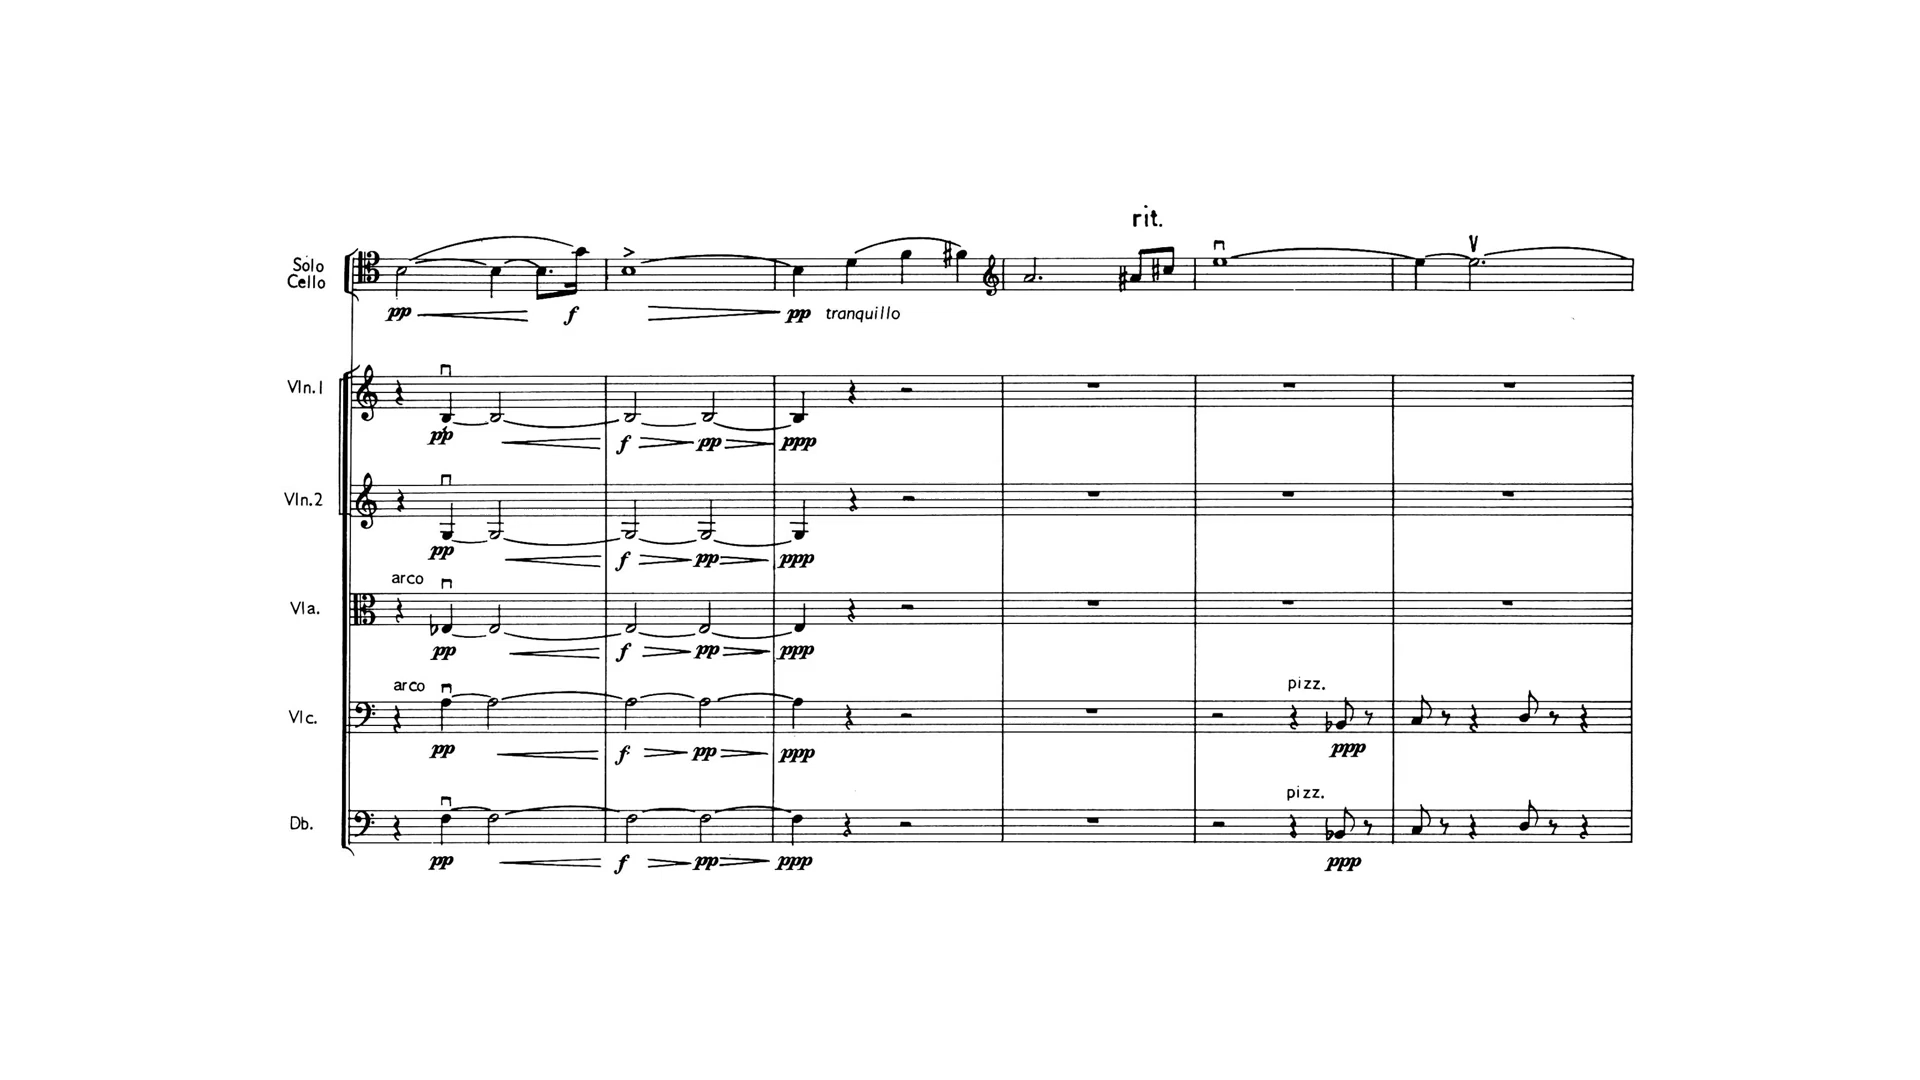 rit.
Solo
Cello
pp f pp tranquillo
Vln.1
pp f pp ppp
Vln.2
pp f pp ppp
arco
Vla.
pp f pp ppp
arco pizz.
Vlc.
pp f pp ppp ppp
pizz.
Db.
pp f pp ppp ppp